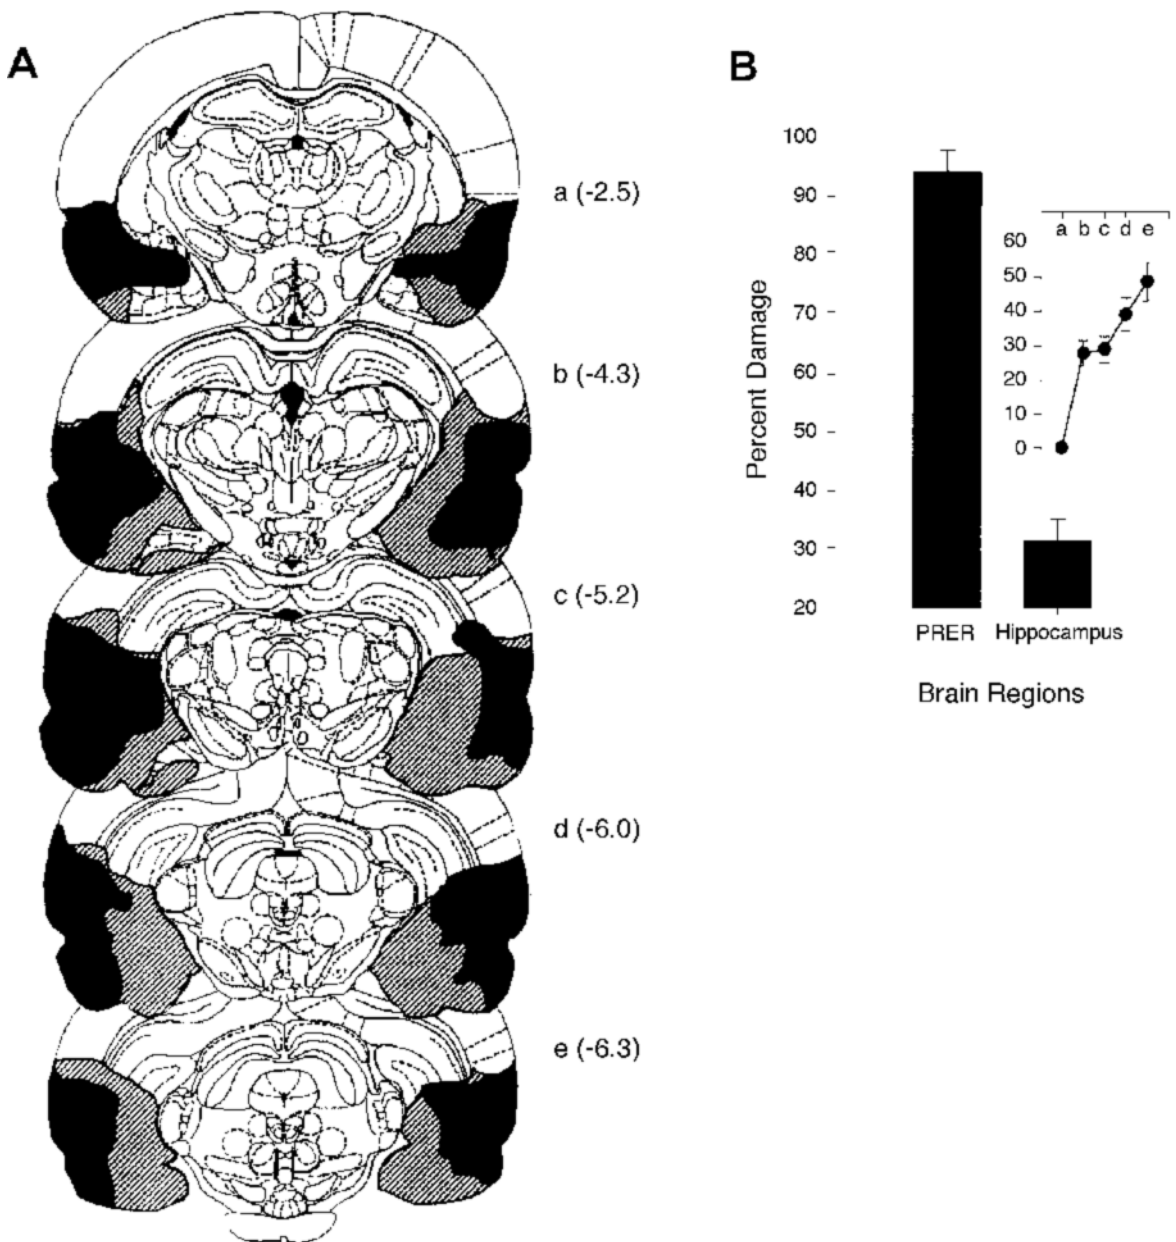 A
a (-2.5)
b (-4.3)
c (-5.2)
d (-6.0)
e (-6.3)
B
Percent Damage
100
90
80
70
60
50
40
30
20
a b c d e
60
50
40
30
20
10
0
PRER Hippocampus
Brain Regions